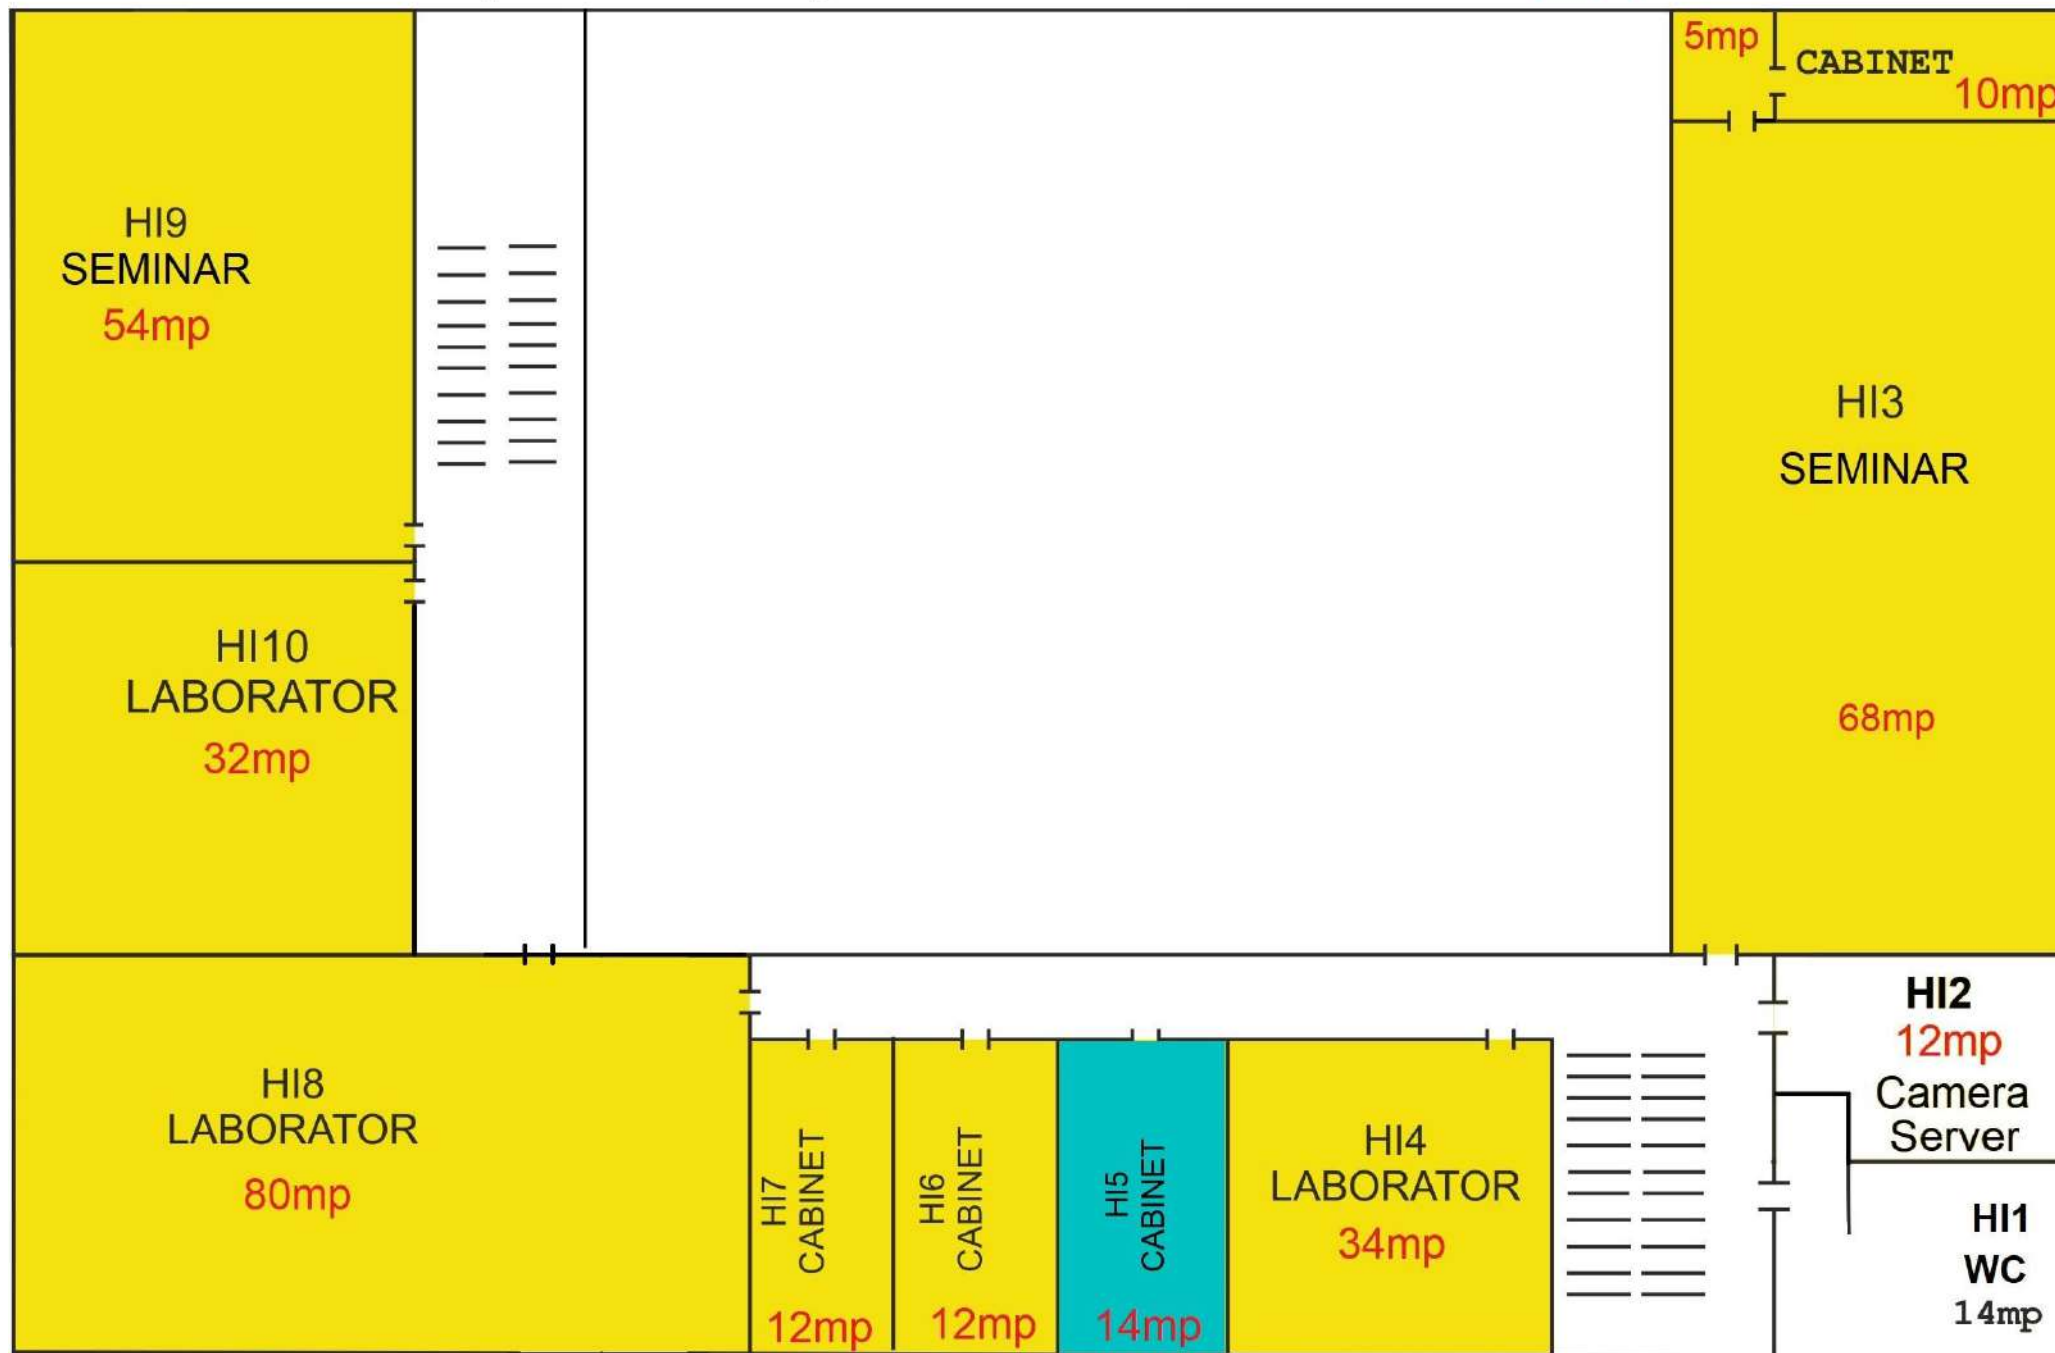 5mp
CABINET
10mp
HI9
SEMINAR
54mp
HI3
SEMINAR
68mp
HI10
LABORATOR
32mp
HI8
LABORATOR
80mp
HI7
CABINET
12mp
HI6
CABINET
12mp
HI5
CABINET
14mp
HI4
LABORATOR
34mp
HI2
12mp
Camera
Server
HI1
WC
14mp